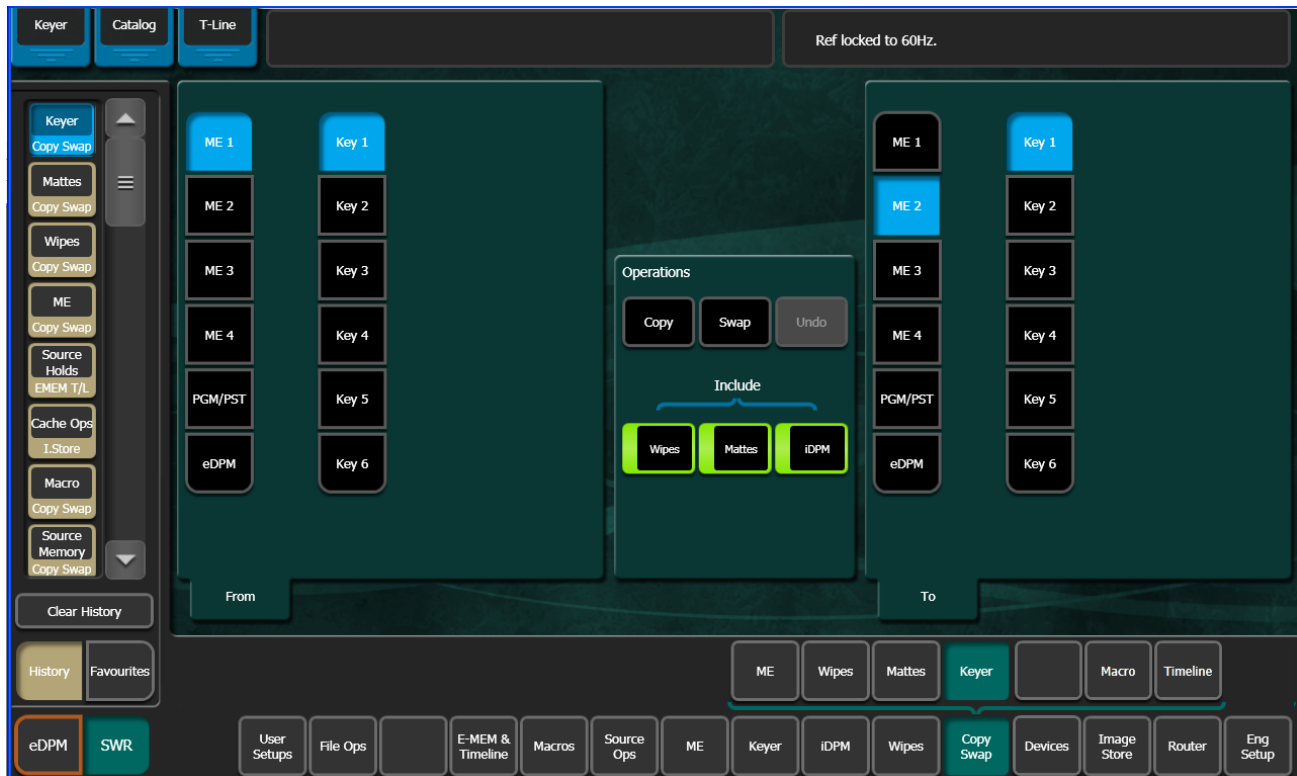 Keyer
Catalog
T-Line
Ref locked to 60Hz.
Keyer
Copy Swap
Mattes
Copy Swap
Wipes
Copy Swap
ME
Copy Swap
Source
Holds
EMEM T/L
Cache Ops
I.Store
Macro
Copy Swap
Source
Memory
Copy Swap
Clear History
History
Favourites
ME 1
ME 2
ME 3
ME 4
PGM/PST
eDPM
Key 1
Key 2
Key 3
Key 4
Key 5
Key 6
From
Operations
Copy
Swap
Undo
Include
Wipes
Mattes
iDPM
ME 1
ME 2
ME 3
ME 4
PGM/PST
eDPM
Key 1
Key 2
Key 3
Key 4
Key 5
Key 6
To
ME
Wipes
Mattes
Keyer
Macro
Timeline
eDPM
SWR
User
Setups
File Ops
E-MEM &
Timeline
Macros
Source
Ops
ME
Keyer
iDPM
Wipes
Copy
Swap
Devices
Image
Store
Router
Eng
Setup